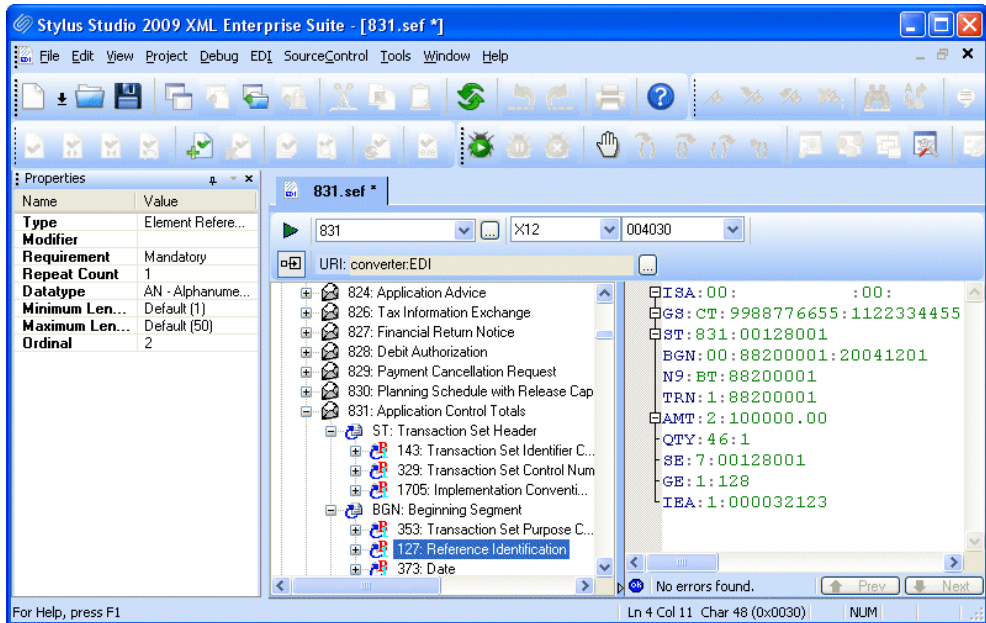 Stylus Studio 2009 XML Enterprise Suite - [831.sef *]
File Edit View Project Debug EDI SourceControl Tools Window Help
Properties
Name Value
Type Element Refere...
Modifier
Requirement Mandatory
Repeat Count 1
Datatype AN - Alphanume...
Minimum Len... Default (1)
Maximum Len... Default (50)
Ordinal 2
831.sef *
831 ... X12 004030
URI: converter:EDI ...
824: Application Advice
826: Tax Information Exchange
827: Financial Return Notice
828: Debit Authorization
829: Payment Cancellation Request
830: Planning Schedule with Release Cap
831: Application Control Totals
ST: Transaction Set Header
143: Transaction Set Identifier C...
329: Transaction Set Control Num
1705: Implementation Conventi...
BGN: Beginning Segment
353: Transaction Set Purpose C...
127: Reference Identification
373: Date
ISA:00: :00:
GS:CT:9988776655:1122334455
ST:831:00128001
BGN:00:88200001:20041201
N9:BT:88200001
TRN:1:88200001
AMT:2:100000.00
QTY:46:1
SE:7:00128001
GE:1:128
IEA:1:000032123
No errors found. Prev Next
For Help, press F1 Ln 4 Col 11 Char 48 (0x0030) NUM